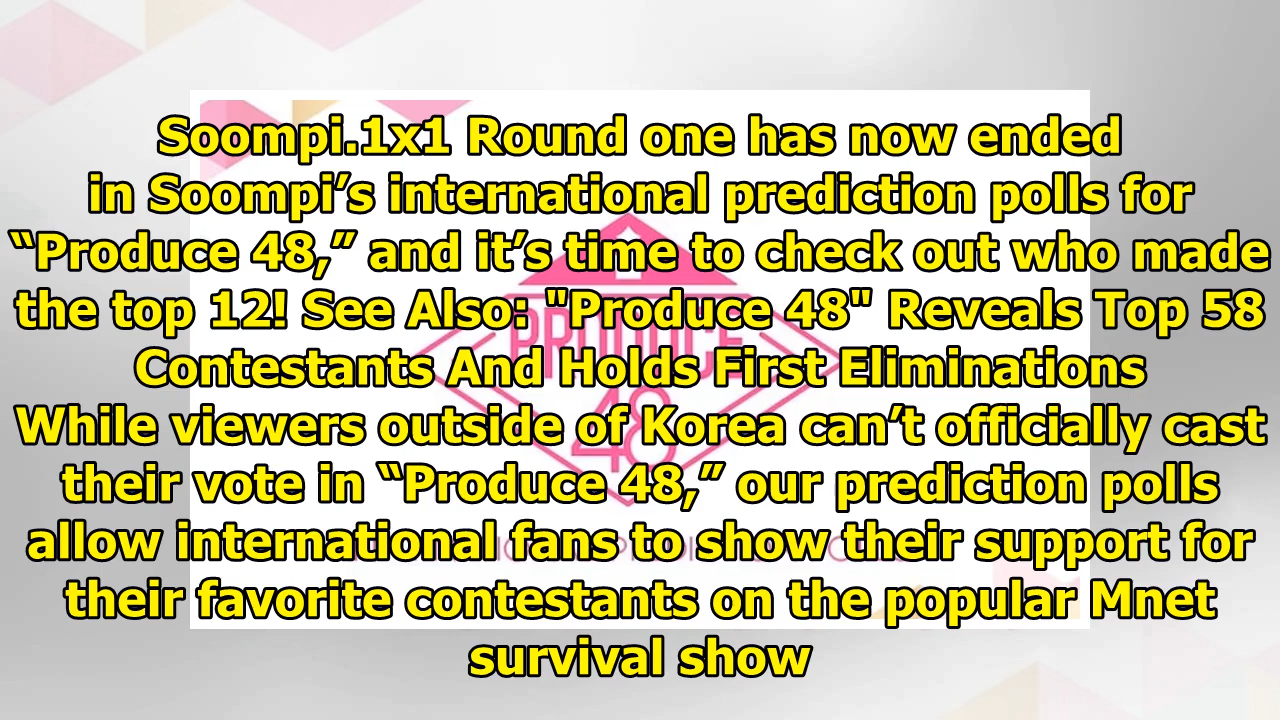 Soompi.1x1 Round one has now ended
in Soompi’s international prediction polls for
“Produce 48,” and it’s time to check out who made
the top 12! See Also: "Produce 48" Reveals Top 58
Contestants And Holds First Eliminations
While viewers outside of Korea can’t officially cast
their vote in “Produce 48,” our prediction polls
allow international fans to show their support for
their favorite contestants on the popular Mnet
survival show
PRODUCE
48